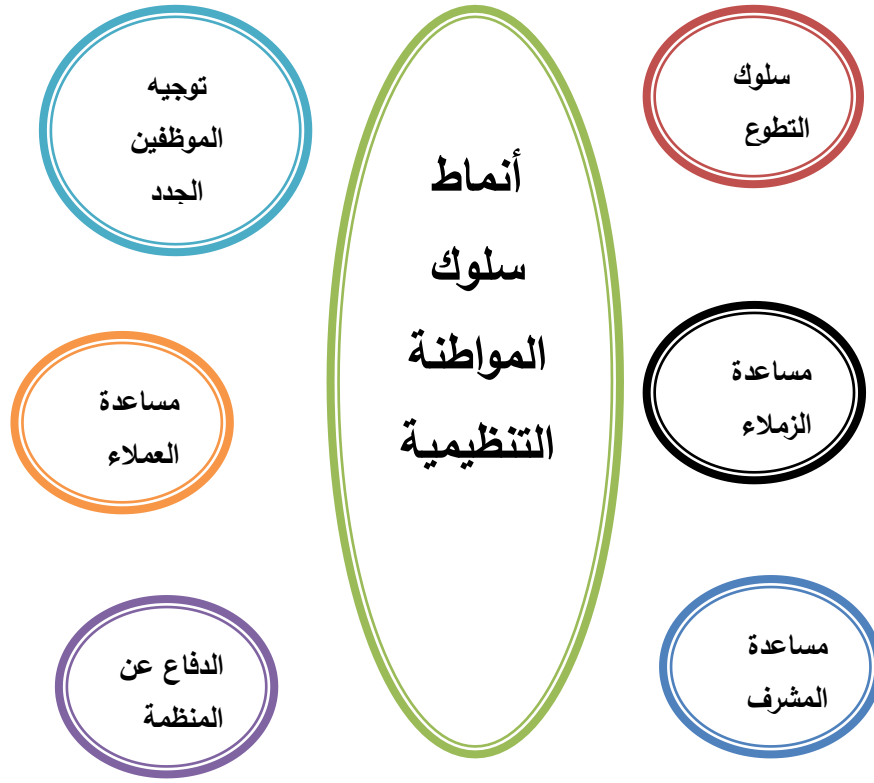 أنماط
سلوك
المواطنة
التنظيمية
سلوك
التطوع
مساعدة
الزملاء
مساعدة
المشرف
توجيه
الموظفين
الجدد
مساعدة
العملاء
الدفاع عن
المنظمة